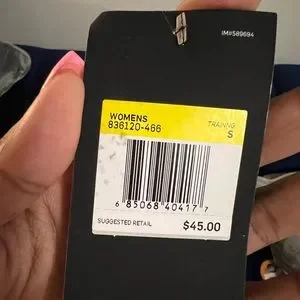 IM#589694
WOMENS
836120-466
TRAINING
S
6 85068 40417 7
SUGGESTED RETAIL
$45.00